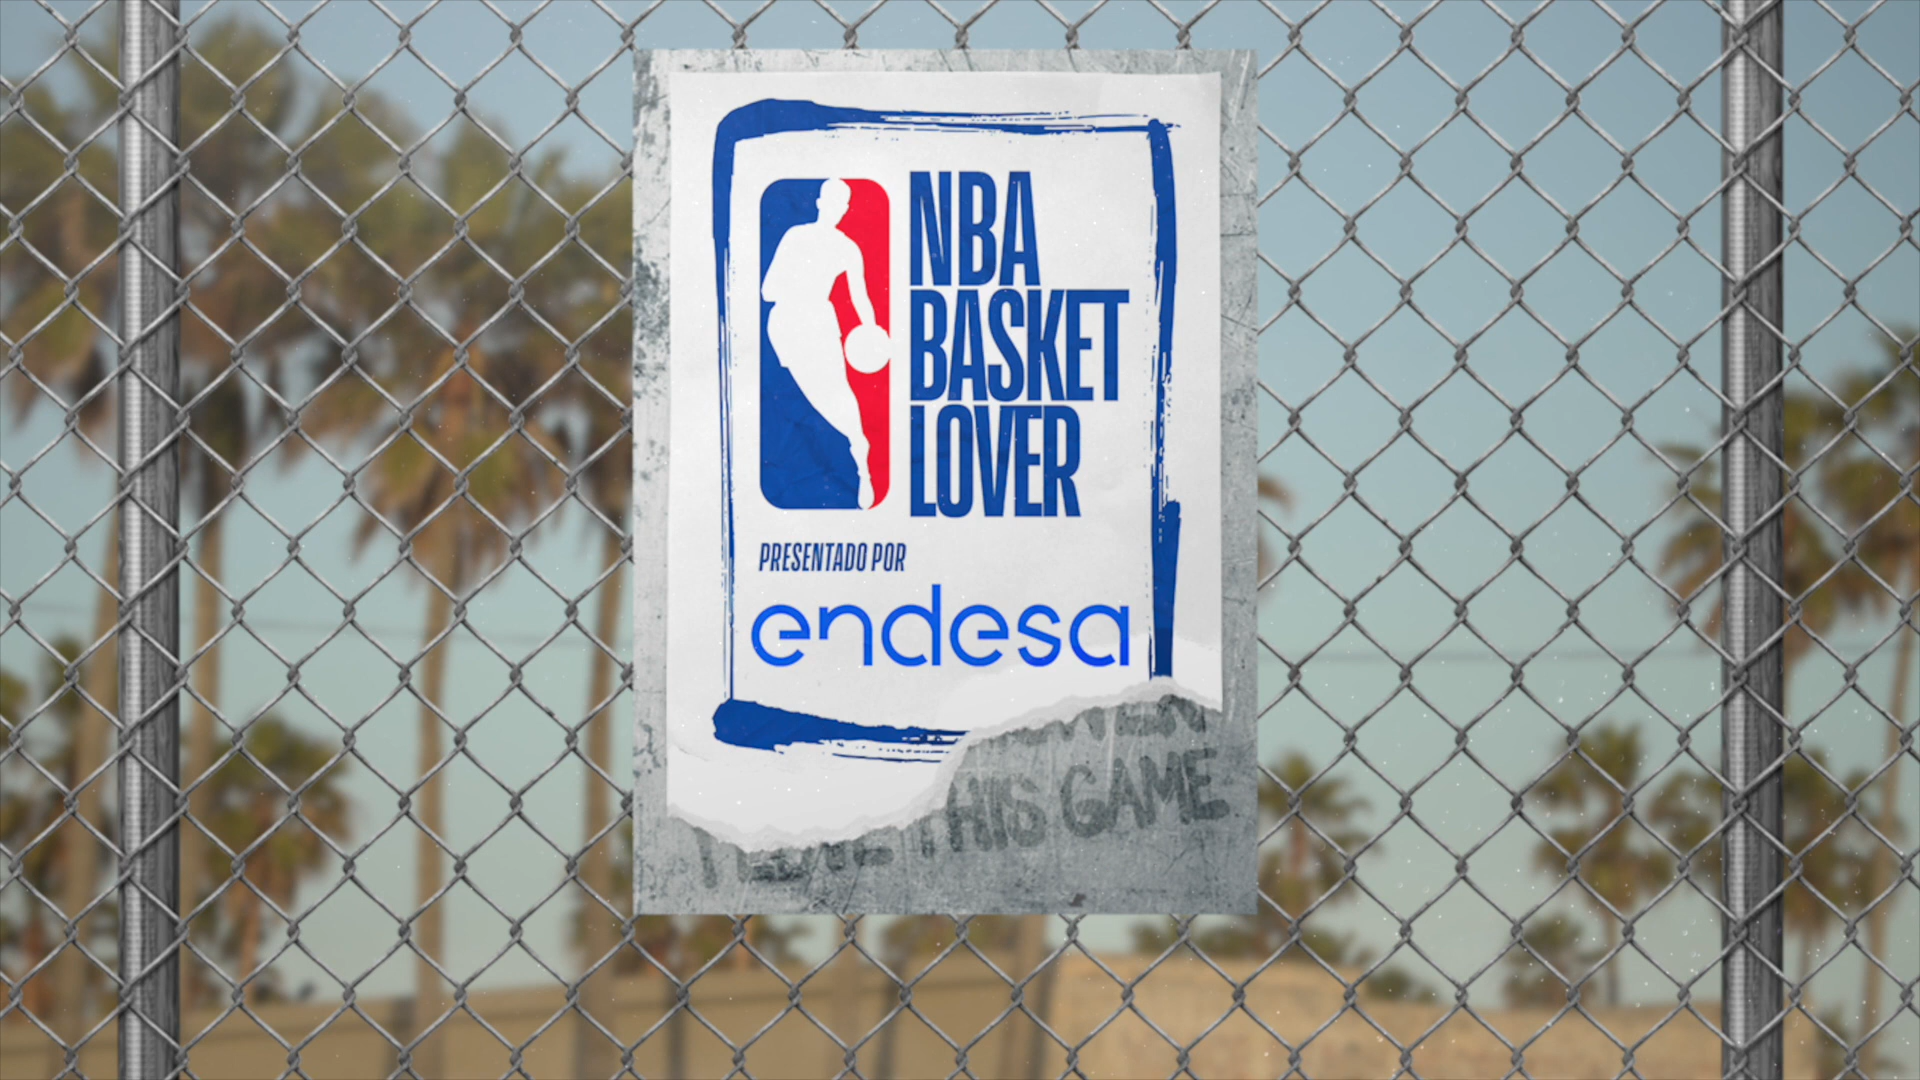 NBA
BASKET
LOVER
PRESENTADO POR
endesa
THIS GAME